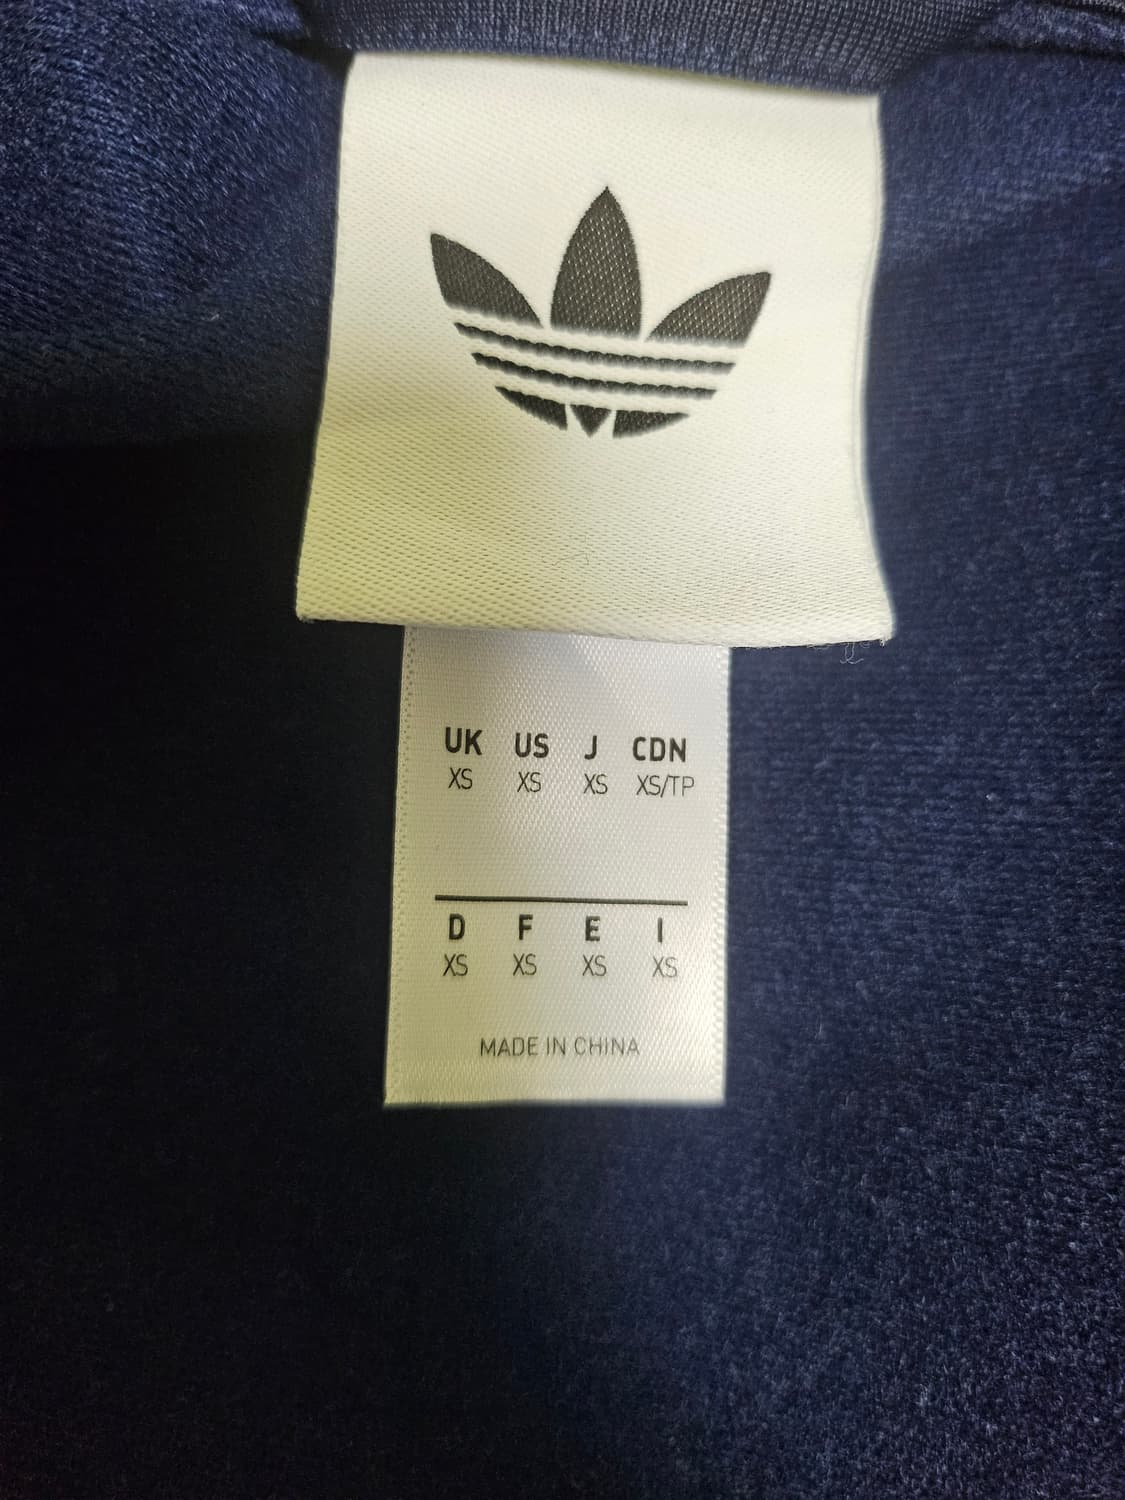 UK US J CDN
XS XS XS XS/TP
D F E I
XS XS XS XS
MADE IN CHINA